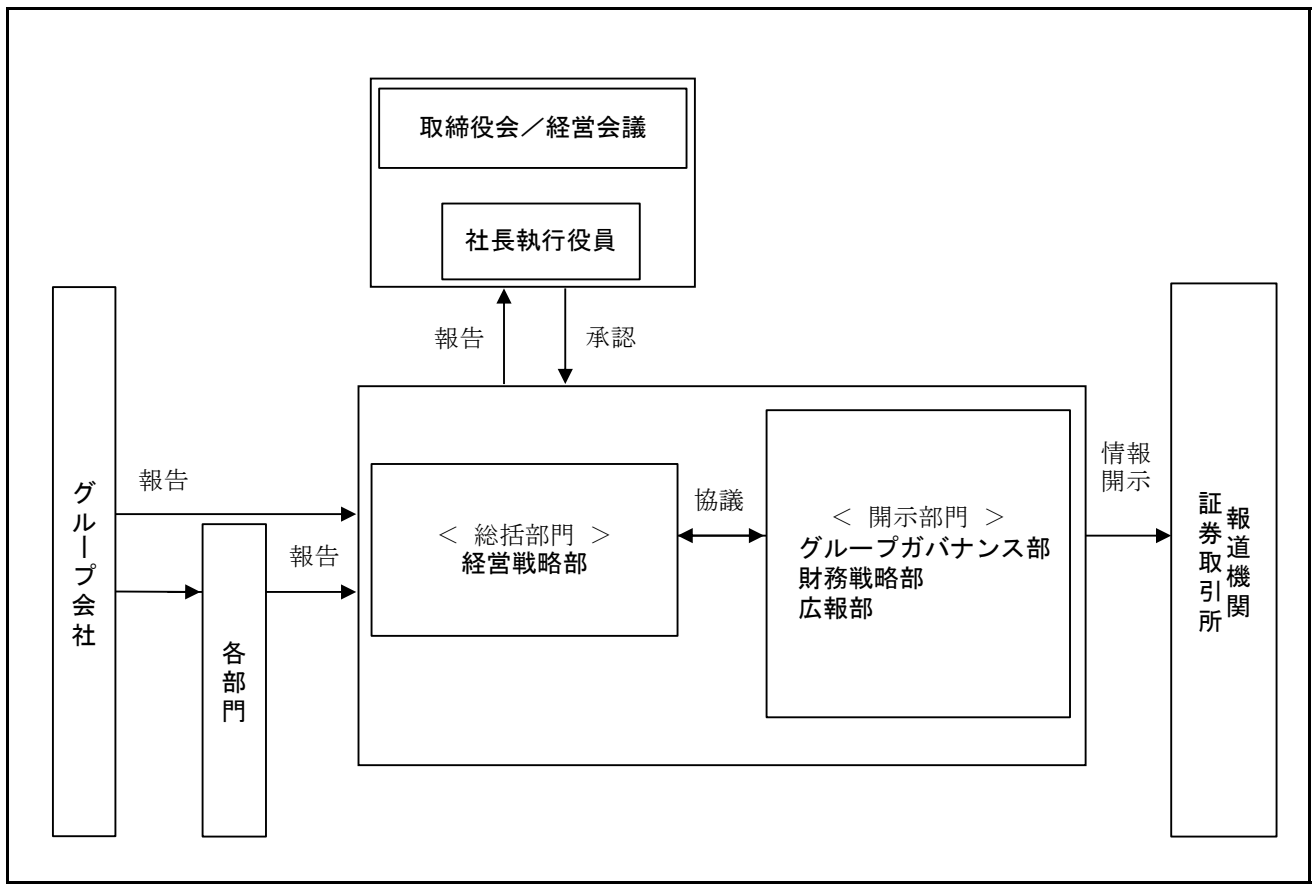 取締役会／経営会議
社長執行役員
報告
承認
グループ会社
報告
各部門
報告
＜ 総括部門 ＞
経営戦略部
協議
＜ 開示部門 ＞
グループガバナンス部
財務戦略部
広報部
情報
開示
報道機関
証券取引所